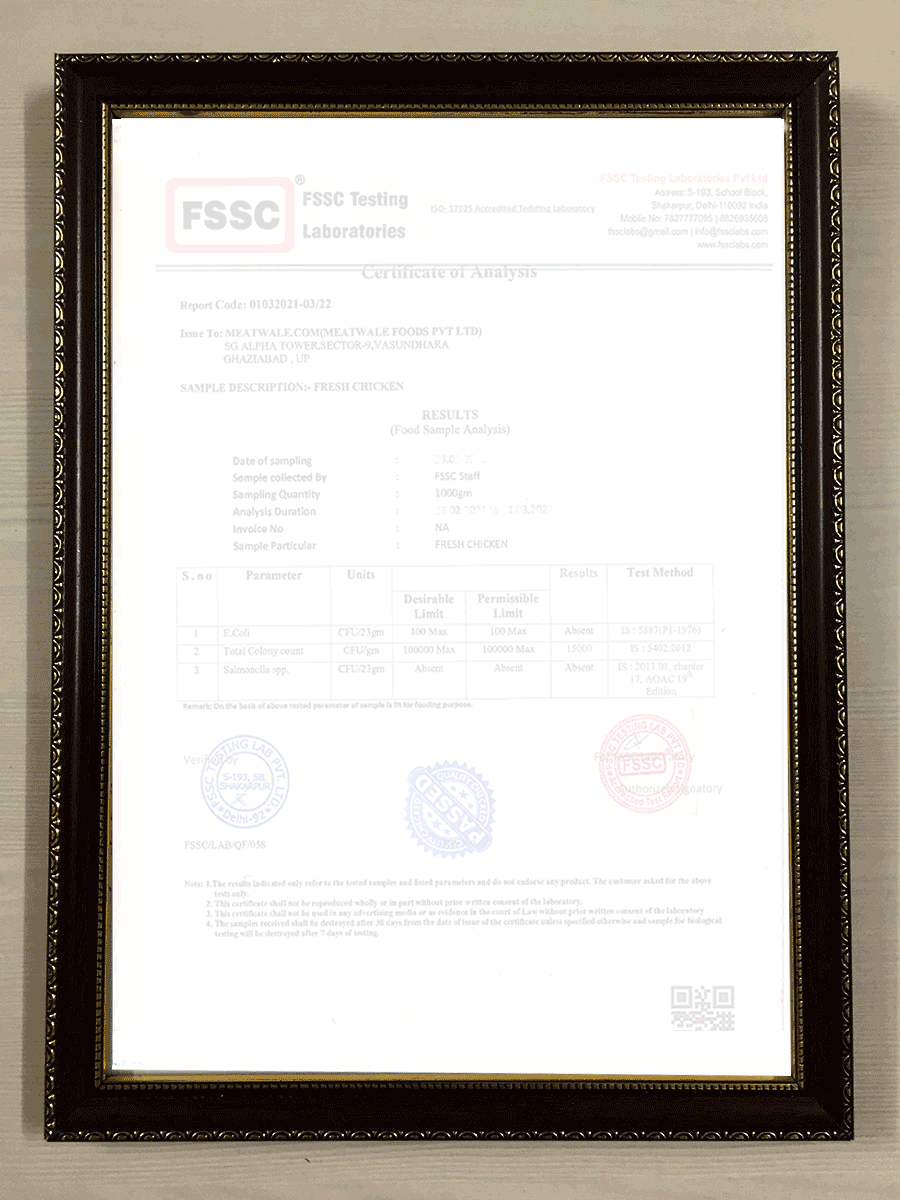 FSSC
®
FSSC Testing
Laboratories
ISO- 17025 Accredited Tedsting Laboratory
FSSC Testing Laboratories Pvt Ltd
Address: S-193, School Block,
Shakarpur, Delhi-110092 India
Mobile No: 7827777095 | 8826935605
fssclabs@gmail.com | info@fssclabs.com
www.fssclabs.com
Certificate of Analysis
Report Code: 01032021-03/22
Issue To: MEATWALE.COM(MEATWALE FOODS PVT LTD)
SG ALPHA TOWER,SECTOR-9,VASUNDHARA
GHAZIABAD , UP
SAMPLE DESCRIPTION:- FRESH CHICKEN
RESULTS
(Food Sample Analysis)
Date of sampling :
Sample collected By : FSSC Staff
Sampling Quantity : 1000gm
Analysis Duration :
Invoice No : NA
Sample Particular : FRESH CHICKEN
S.no Parameter Units Results Test Method
Desirable Limit Permissible Limit
1. E.Coli CFU/23gm 100 Max 100 Max Absent IS : 5887(P1-1976)
2. Total Colony count CFU/gm 100000 Max 100000 Max 15000 IS : 5402:2012
3. Salmonella spp. CFU/23gm Absent Absent Absent IS : 2013 01, chapter
17, AOAC 19th
Edition
Remark: On the basis of above tested parameter of sample is fit for fooding purpose.
Verified by
FSSC TESTING LAB PVT. LTD.
S-193, SB,
SHAKARPUR
Delhi-92
QUALITY
PASSED
FSSC TESTING LAB PVT LTD
FSSC
Accredited Test
Authorized Signatory
FSSC/LAB/QF/058
Note: 1.The results indicated only refer to the tested samples and listed parameters and do not endorse any product. The customer asked for the above
tests only.
2. This certificate shall not be reproduced wholly or in part without prior written consent of the laboratory.
3. This certificate shall not be used in any advertising media or as evidence in the court of Law without prior written consent of the laboratory
4. The samples received shall be destroyed after 30 days from the date of issue of the certificate unless specified otherwise and sample for biological
testing will be destroyed after 7 days of testing.